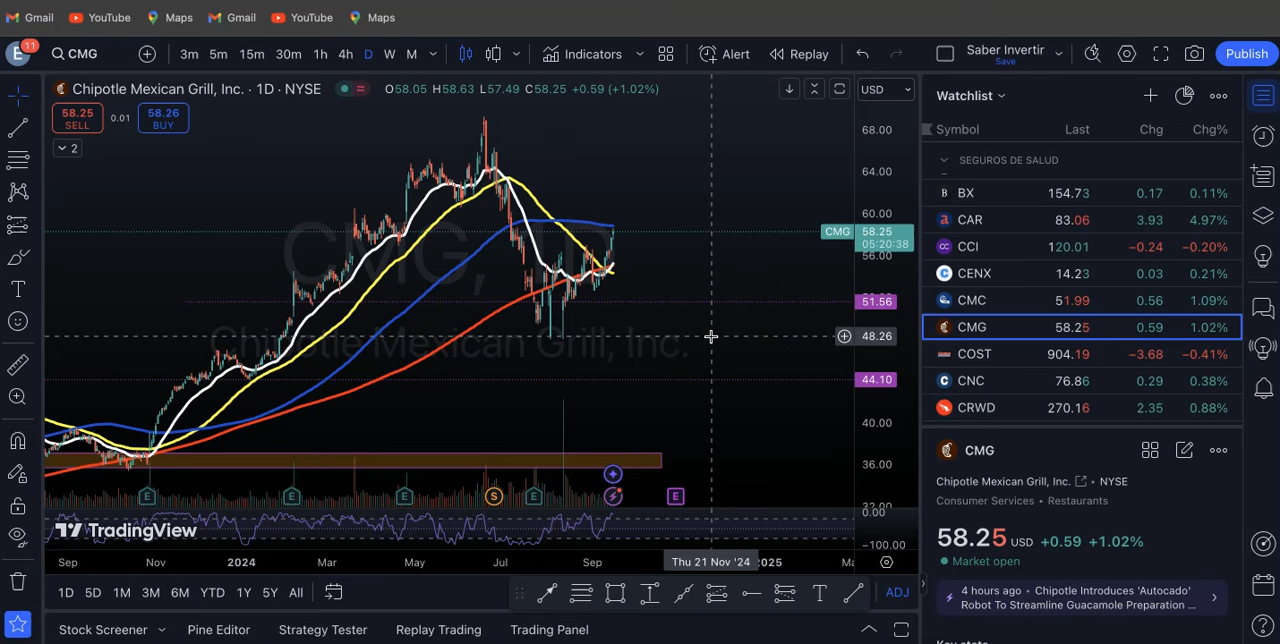 Gmail YouTube Maps Gmail YouTube Maps
E 11 CMG 3m 5m 15m 30m 1h 4h D W M Indicators Alert Replay Saber Invertir Save Publish
Chipotle Mexican Grill, Inc. · 1D · NYSE O58.05 H58.63 L57.49 C58.25 +0.59 (+1.02%) USD
58.25 SELL 0.01 58.26 BUY
2
CMG, 1D
Chipotle Mexican Grill, Inc.
68.00
64.00
60.00
CMG 58.25
05:20:38
56.00
51.56
48.26
44.10
40.00
36.00
32.00
0.00
−100.00
E E E S E E
TradingView
Sep Nov 2024 Mar May Jul Sep Thu 21 Nov '24 2025
1D 5D 1M 3M 6M YTD 1Y 5Y All ADJ
Stock Screener Pine Editor Strategy Tester Replay Trading Trading Panel
Watchlist
Symbol Last Chg Chg%
SEGUROS DE SALUD
B BX 154.73 0.17 0.11%
a CAR 83.06 3.93 4.97%
CC CCI 120.01 −0.24 −0.20%
CENX 14.23 0.03 0.21%
CMC 51.99 0.56 1.09%
CMG 58.25 0.59 1.02%
COST 904.19 −3.68 −0.41%
CNC 76.86 0.29 0.38%
CRWD 270.16 2.35 0.88%
CMG
Chipotle Mexican Grill, Inc. · NYSE
Consumer Services · Restaurants
58.25 USD +0.59 +1.02%
Market open
4 hours ago · Chipotle Introduces 'Autocado'
Robot To Streamline Guacamole Preparation ...